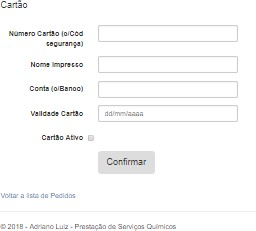 Cartão
Número Cartão (o/Cód
segurança)
Nome Impresso
Conta (o/Banoo)
Validade Cartão
dd/mm/aaaa
Cartão Ativo
Confirmar
Voltar a lista de Pedidos
© 2018 - Adriano Luiz - Prestação de Serviços Químicos